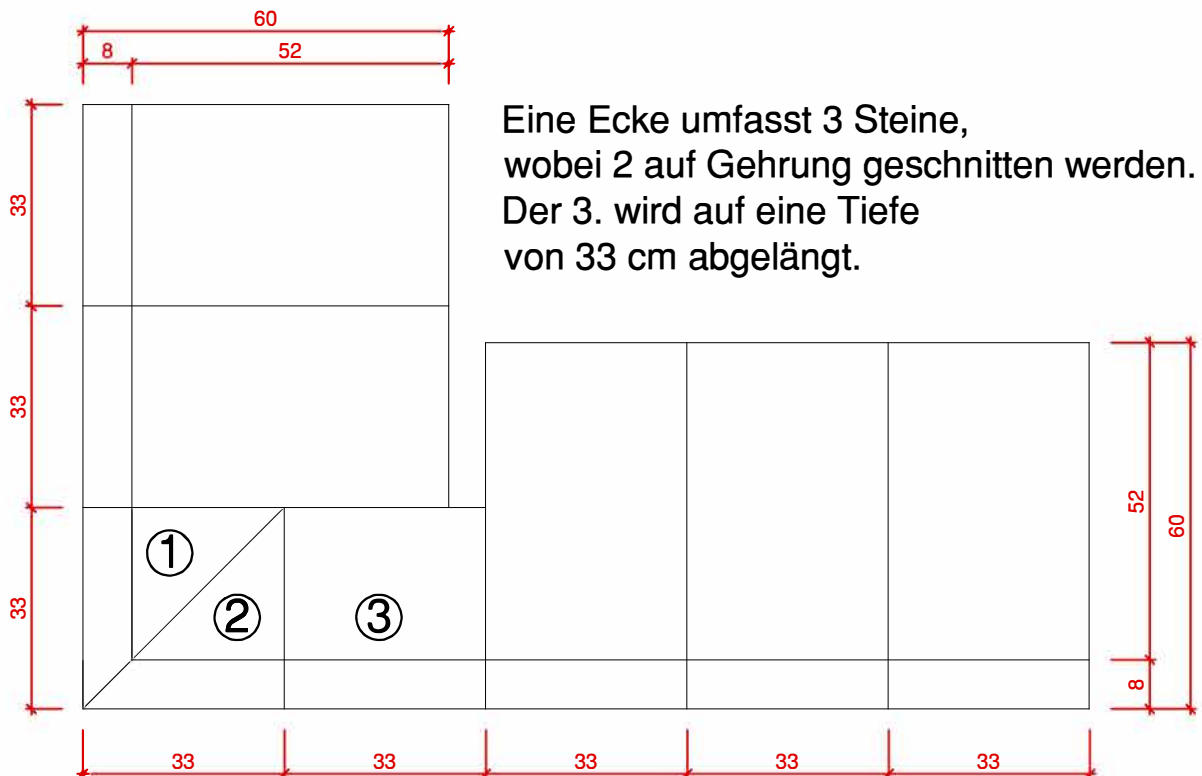 60
8 52
Eine Ecke umfasst 3 Steine,
wobei 2 auf Gehrung geschnitten werden.
Der 3. wird auf eine Tiefe
von 33 cm abgelängt.
33
33
33
52
60
8
1
2
3
33 33 33 33 33